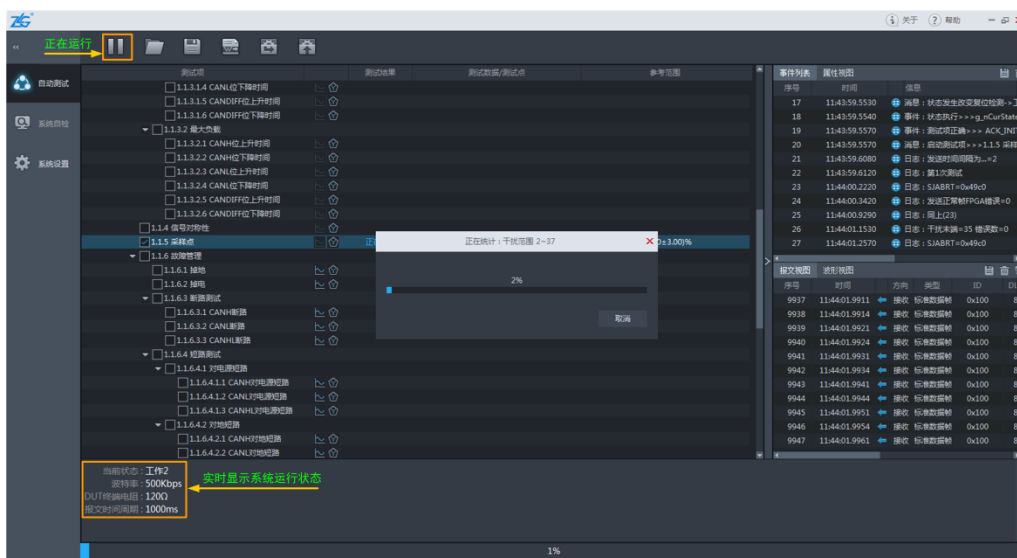 ZLG
关于
帮助
正在运行
自动测试
系统自检
系统设置
测试项 测试结果 测试数据/测试点 参考范围
1.1.3.1.4 CANL位下降时间
1.1.3.1.5 CANDIFF位上升时间
1.1.3.1.6 CANDIFF位下降时间
1.1.3.2 最大负载
1.1.3.2.1 CANH位上升时间
1.1.3.2.2 CANH位下降时间
1.1.3.2.3 CANL位上升时间
1.1.3.2.4 CANL位下降时间
1.1.3.2.5 CANDIFF位上升时间
1.1.3.2.6 CANDIFF位下降时间
1.1.4 信号对称性
1.1.5 采样点 0±3.00)%
1.1.6 故障管理
1.1.6.1 掉地
1.1.6.2 掉电
1.1.6.3 断路测试
1.1.6.3.1 CANH断路
1.1.6.3.2 CANL断路
1.1.6.3.3 CANHL断路
1.1.6.4 短路测试
1.1.6.4.1 对电源短路
1.1.6.4.1.1 CANH对电源短路
1.1.6.4.1.2 CANL对电源短路
1.1.6.4.1.3 CANHL对电源短路
1.1.6.4.2 对地短路
1.1.6.4.2.1 CANH对地短路
1.1.6.4.2.2 CANL对地短路
正在统计：干扰范围 2~37
2%
取消
事件列表 属性视图
序号 时间 信息
17 11:43:59.5530 消息：状态发生改变复位检测->
18 11:43:59.5540 事件：状态执行>>>g_nCurState
19 11:43:59.5570 事件：测试项正确>>> ACK_INI
20 11:43:59.5570 消息：启动测试项>>>1.1.5 采样
21 11:43:59.6080 日志：发送时间间隔为...=2
22 11:43:59.6120 日志：第1次测试
23 11:44:00.2220 日志：SJABRT=0x49c0
24 11:44:00.3420 日志：发送正常帧FPGA错误=0
25 11:44:00.9290 日志：同上(23)
26 11:44:01.1530 日志：干扰末端=35 错误数=0
27 11:44:01.2570 日志：SJABRT=0x49c0
报文视图 波形视图
序号 时间 方向 类型 ID DL
9937 11:44:01.9911 接收 标准数据帧 0x100 8
9938 11:44:01.9914 接收 标准数据帧 0x100 8
9939 11:44:01.9921 接收 标准数据帧 0x100 8
9940 11:44:01.9924 接收 标准数据帧 0x100 8
9941 11:44:01.9931 接收 标准数据帧 0x100 8
9942 11:44:01.9934 接收 标准数据帧 0x100 8
9943 11:44:01.9941 接收 标准数据帧 0x100 8
9944 11:44:01.9944 接收 标准数据帧 0x100 8
9945 11:44:01.9951 接收 标准数据帧 0x100 8
9946 11:44:01.9954 接收 标准数据帧 0x100 8
9947 11:44:01.9961 接收 标准数据帧 0x100 8
当前状态：工作2
波特率：500Kbps
DUT终端电阻：120Ω
报文时间周期：1000ms
实时显示系统运行状态
1%